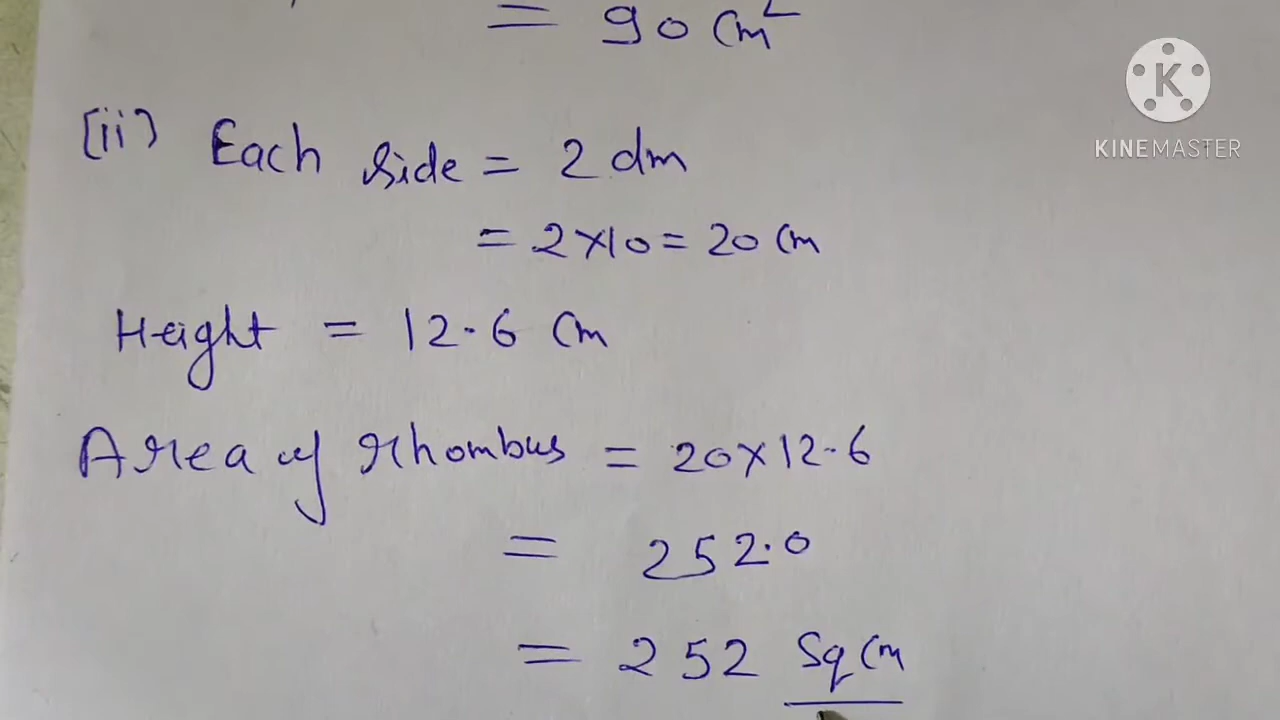 = 90 cm²
K
KINEMASTER
(ii) Each side = 2 dm
= 2×10 = 20 cm
Height = 12.6 cm
Area of rhombus = 20×12.6
= 252.0
= 252 Sq cm